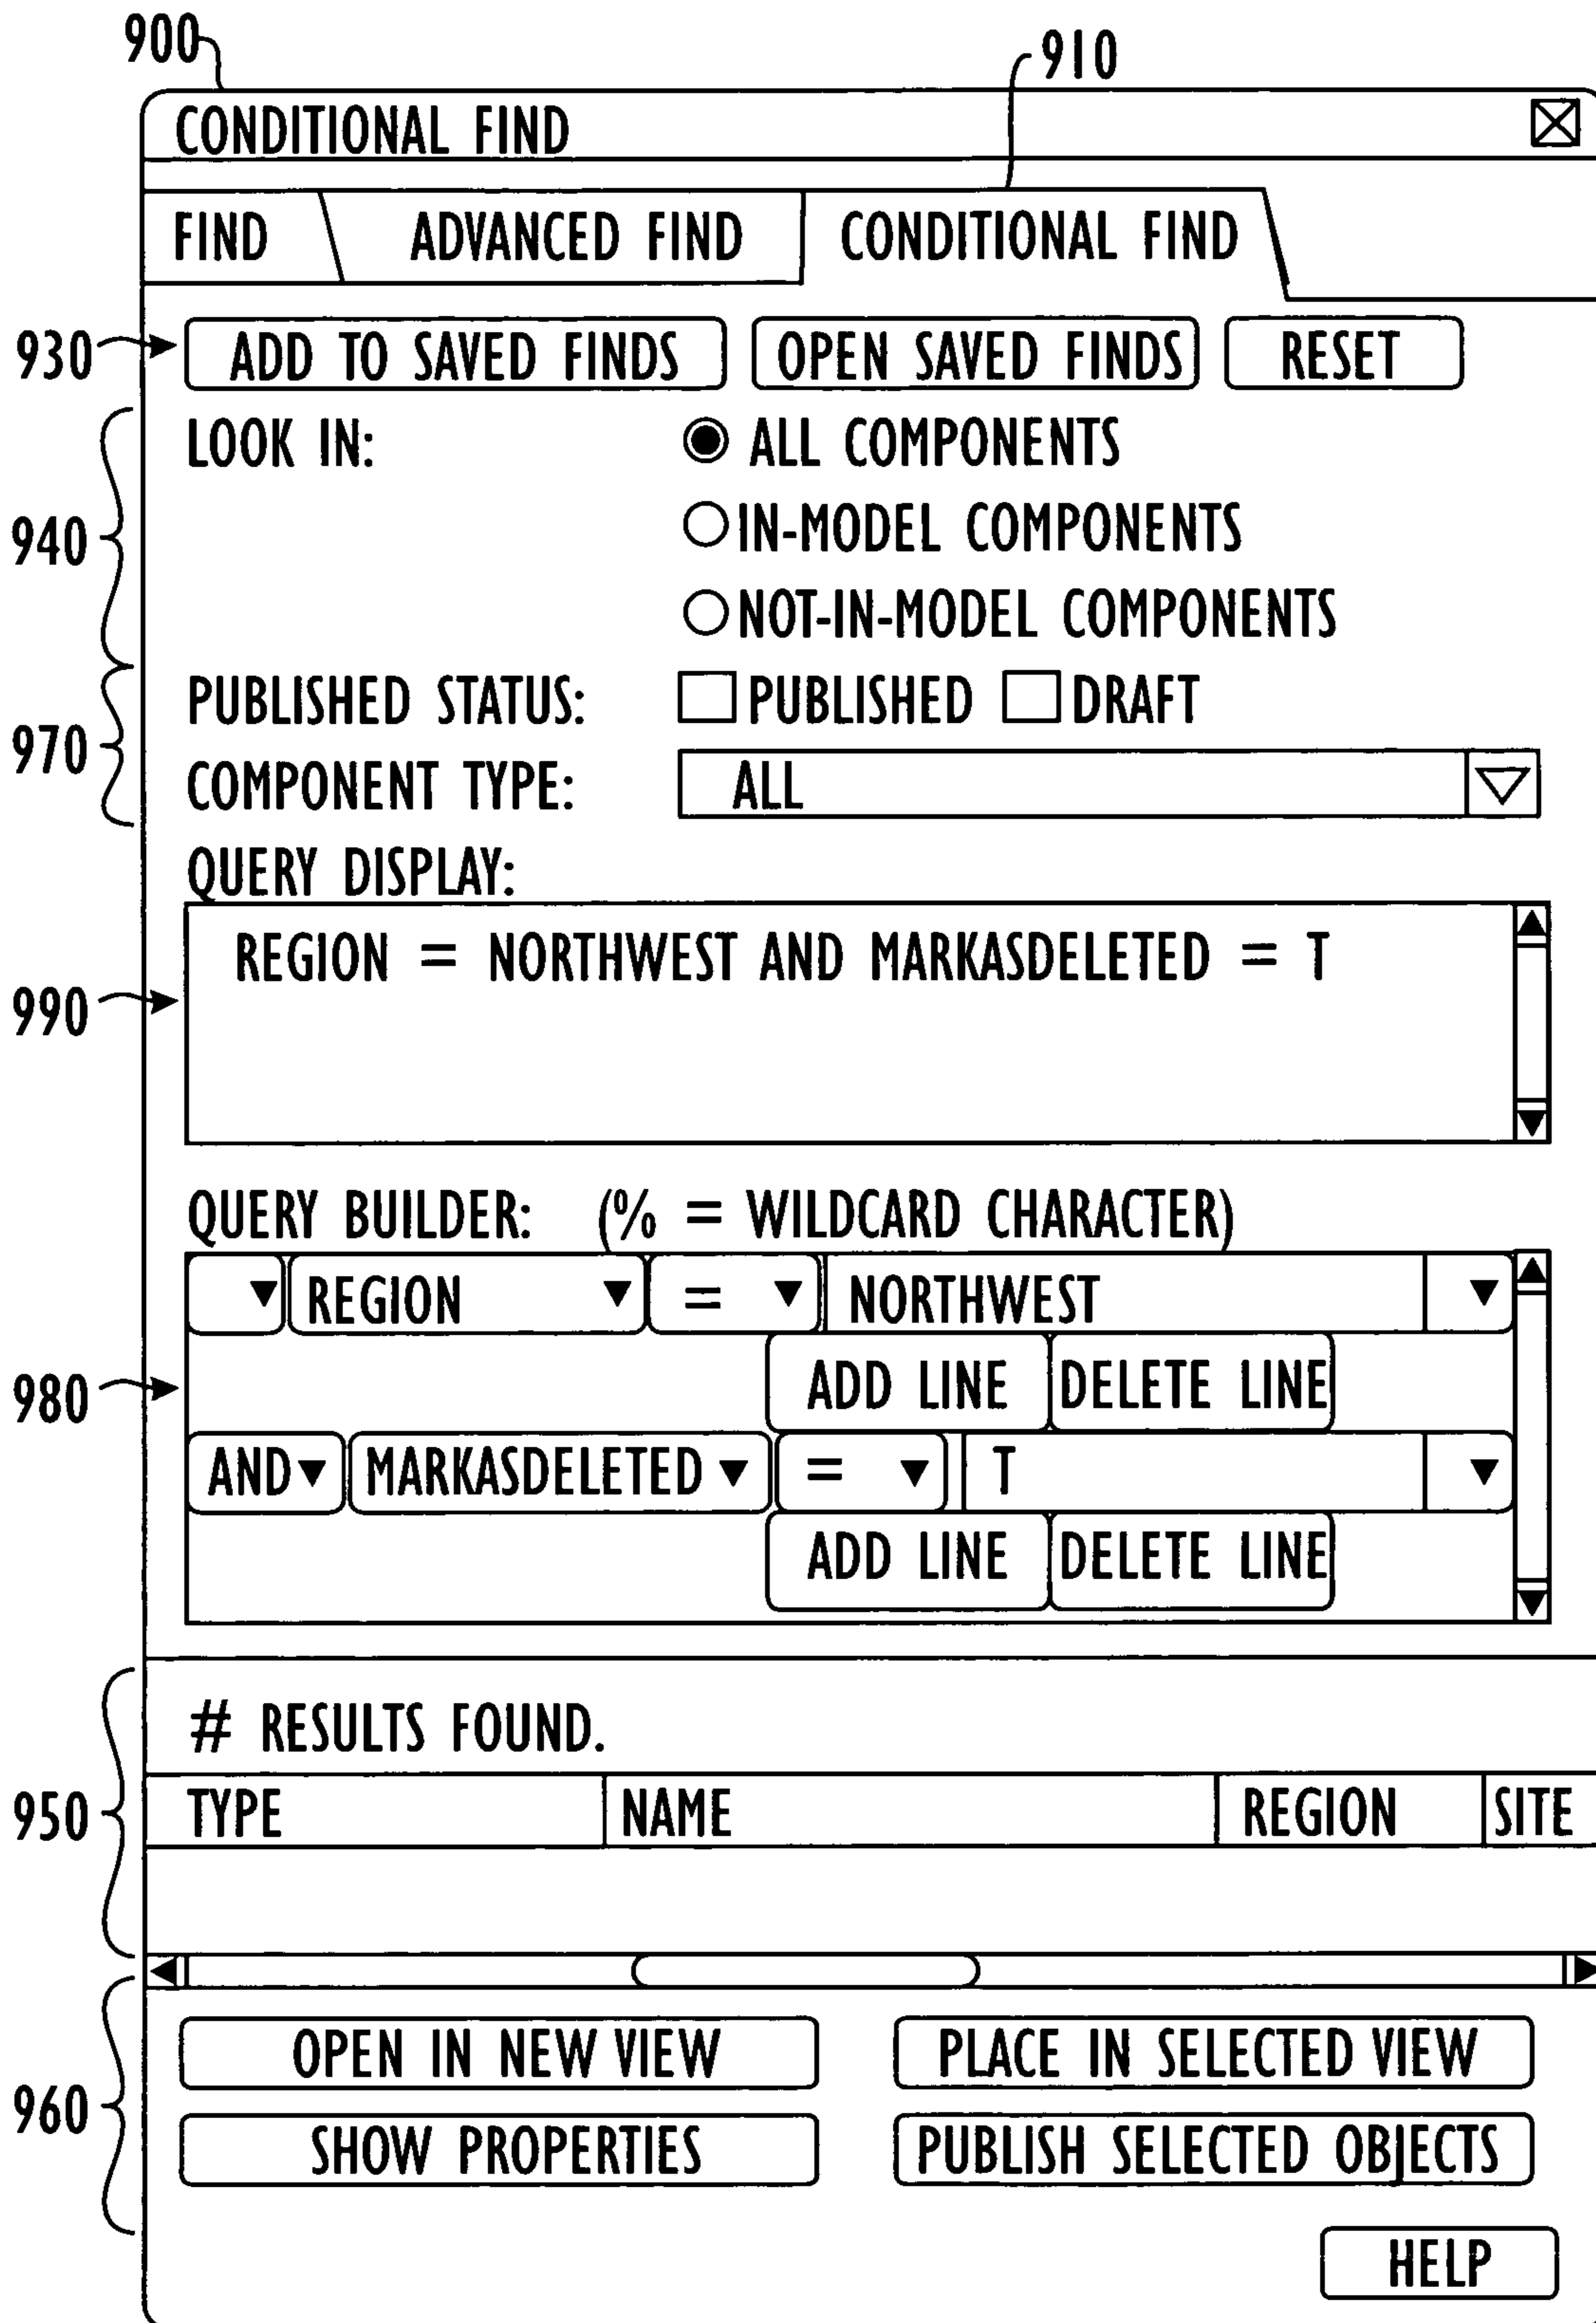 900
910
CONDITIONAL FIND
FIND ADVANCED FIND CONDITIONAL FIND
930 ADD TO SAVED FINDS OPEN SAVED FINDS RESET
LOOK IN: ALL COMPONENTS
940 IN-MODEL COMPONENTS
NOT-IN-MODEL COMPONENTS
PUBLISHED STATUS: PUBLISHED DRAFT
970
COMPONENT TYPE: ALL
QUERY DISPLAY:
REGION = NORTHWEST AND MARKASDELETED = T
990
QUERY BUILDER: (% = WILDCARD CHARACTER)
REGION = NORTHWEST
980 ADD LINE DELETE LINE
AND MARKASDELETED = T
ADD LINE DELETE LINE
# RESULTS FOUND.
950 TYPE NAME REGION SITE
OPEN IN NEW VIEW PLACE IN SELECTED VIEW
960
SHOW PROPERTIES PUBLISH SELECTED OBJECTS
HELP